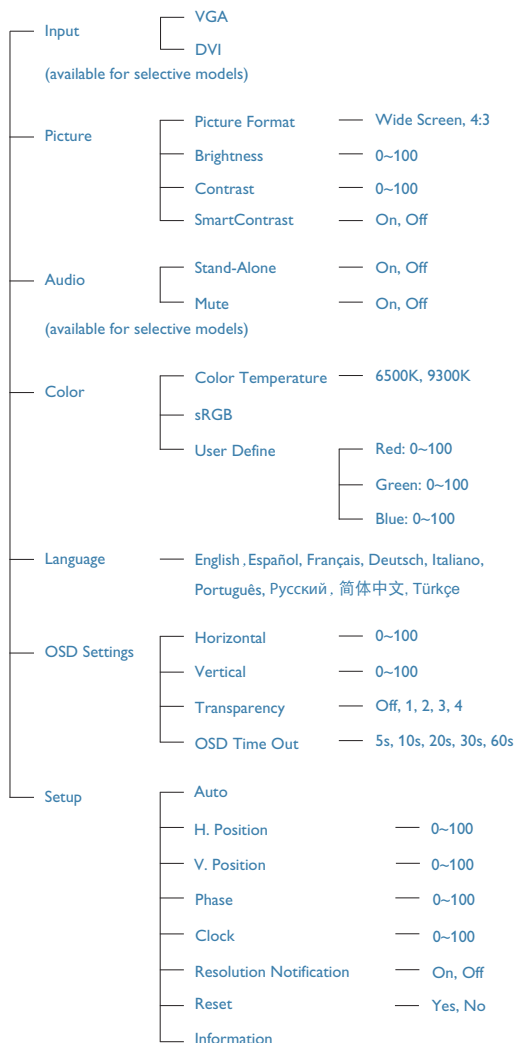 Input
VGA
DVI
(available for selective models)
Picture
Picture Format Wide Screen, 4:3
Brightness 0~100
Contrast 0~100
SmartContrast On, Off
Audio
Stand-Alone On, Off
Mute On, Off
(available for selective models)
Color
Color Temperature 6500K, 9300K
sRGB
User Define Red: 0~100
Green: 0~100
Blue: 0~100
Language English , Español, Français, Deutsch, Italiano,
Português, Русский , 简体中文, Türkçe
OSD Settings
Horizontal 0~100
Vertical 0~100
Transparency Off, 1, 2, 3, 4
OSD Time Out 5s, 10s, 20s, 30s, 60s
Setup
Auto
H. Position 0~100
V. Position 0~100
Phase 0~100
Clock 0~100
Resolution Notification On, Off
Reset Yes, No
Information